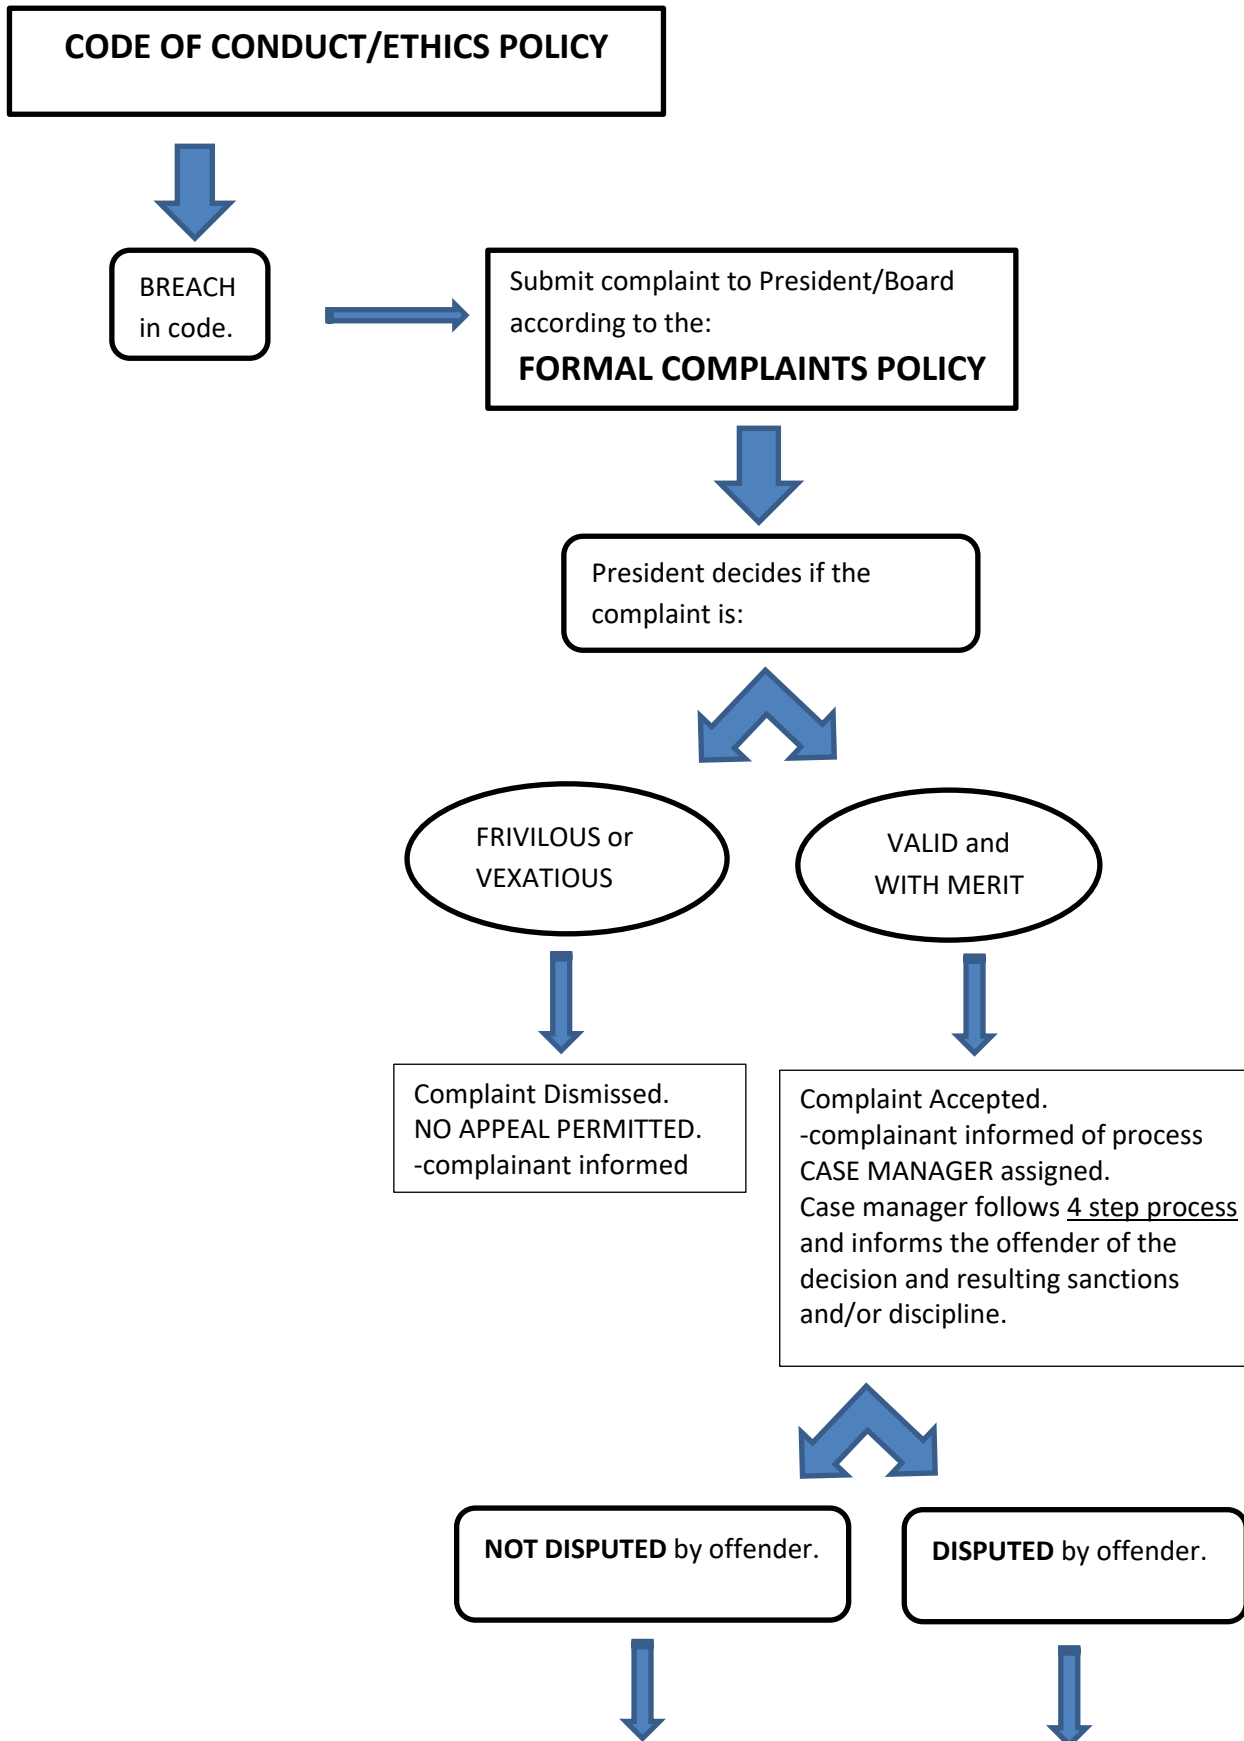 CODE OF CONDUCT/ETHICS POLICY
BREACH
in code.
Submit complaint to President/Board
according to the:
FORMAL COMPLAINTS POLICY
President decides if the
complaint is:
FRIVILOUS or
VEXATIOUS
VALID and
WITH MERIT
Complaint Dismissed.
NO APPEAL PERMITTED.
-complainant informed
Complaint Accepted.
-complainant informed of process
CASE MANAGER assigned.
Case manager follows 4 step process
and informs the offender of the
decision and resulting sanctions
and/or discipline.
NOT DISPUTED by offender.
DISPUTED by offender.